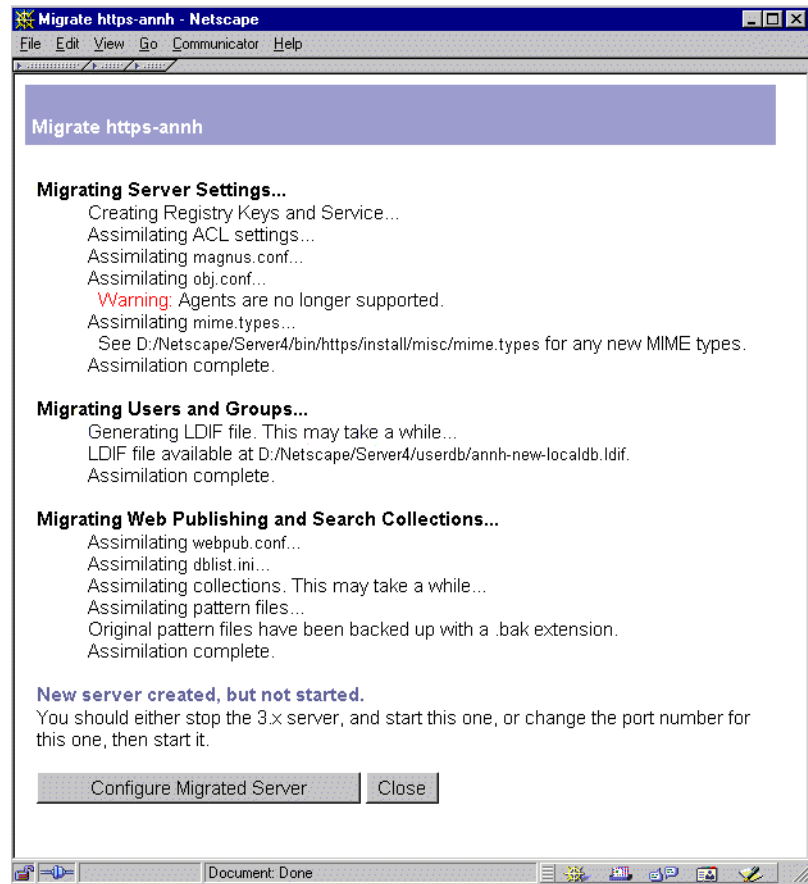 Migrate https-annh - Netscape
File Edit View Go Communicator Help
Migrate https-annh
Migrating Server Settings...
Creating Registry Keys and Service...
Assimilating ACL settings...
Assimilating magnus.conf...
Assimilating obj.conf...
Warning: Agents are no longer supported.
Assimilating mime.types...
See D:/Netscape/Server4/bin/https/install/misc/mime.types for any new MIME types.
Assimilation complete.
Migrating Users and Groups...
Generating LDIF file. This may take a while...
LDIF file available at D:/Netscape/Server4/userdb/annh-new-localdb.ldif.
Assimilation complete.
Migrating Web Publishing and Search Collections...
Assimilating webpub.conf...
Assimilating dblist.ini...
Assimilating collections. This may take a while...
Assimilating pattern files...
Original pattern files have been backed up with a .bak extension.
Assimilation complete.
New server created, but not started.
You should either stop the 3.x server, and start this one, or change the port number for
this one, then start it.
Configure Migrated Server Close
Document: Done